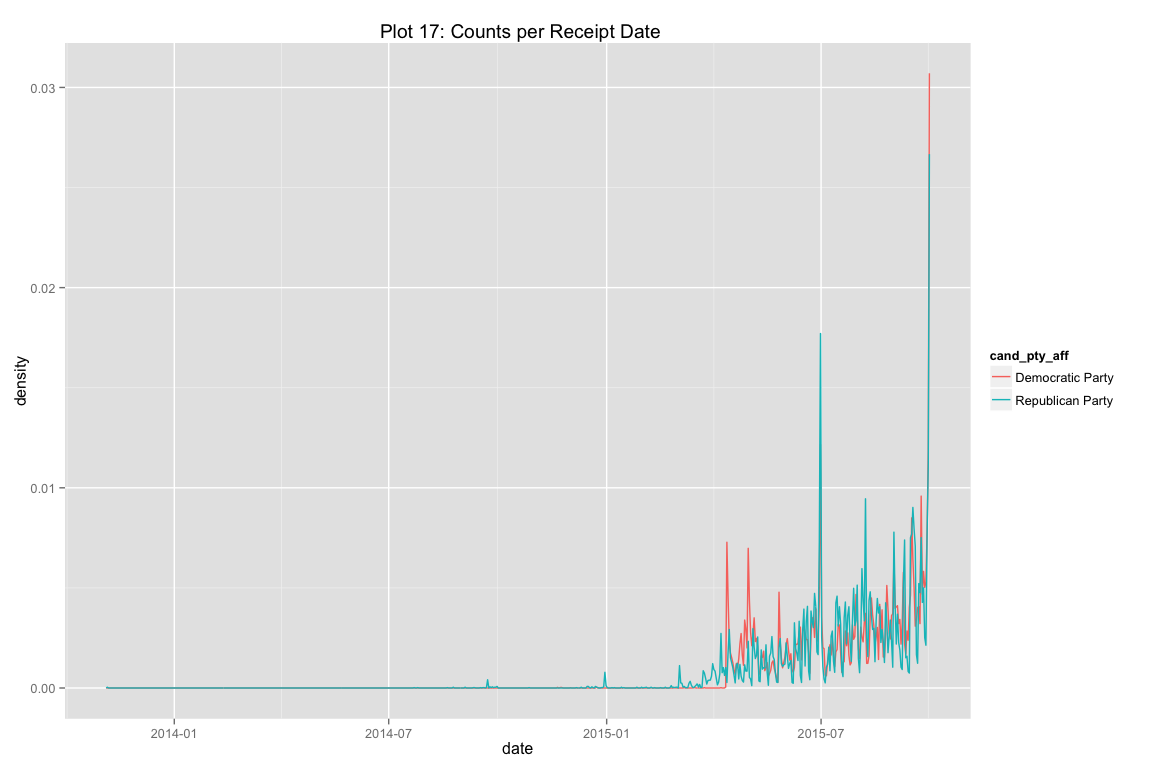 Plot 17: Counts per Receipt Date
0.03
0.02
0.01
0.00
density
2014-01
2014-07
2015-01
2015-07
date
cand_pty_aff
Democratic Party
Republican Party